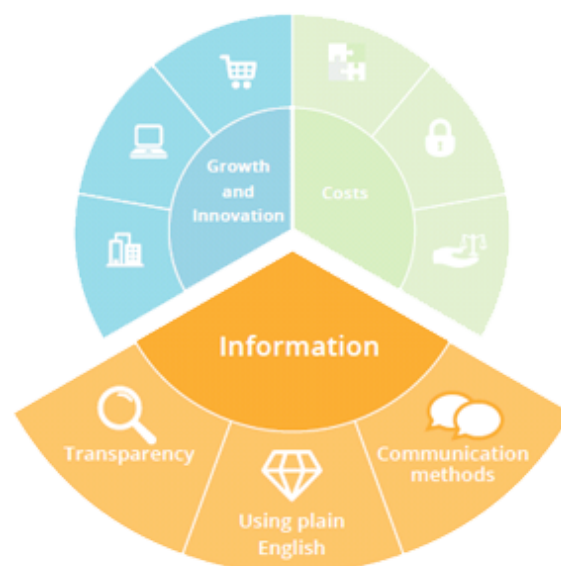 Growth
and
Innovation
Costs
Information
Transparency
Using plain
English
Communication
methods